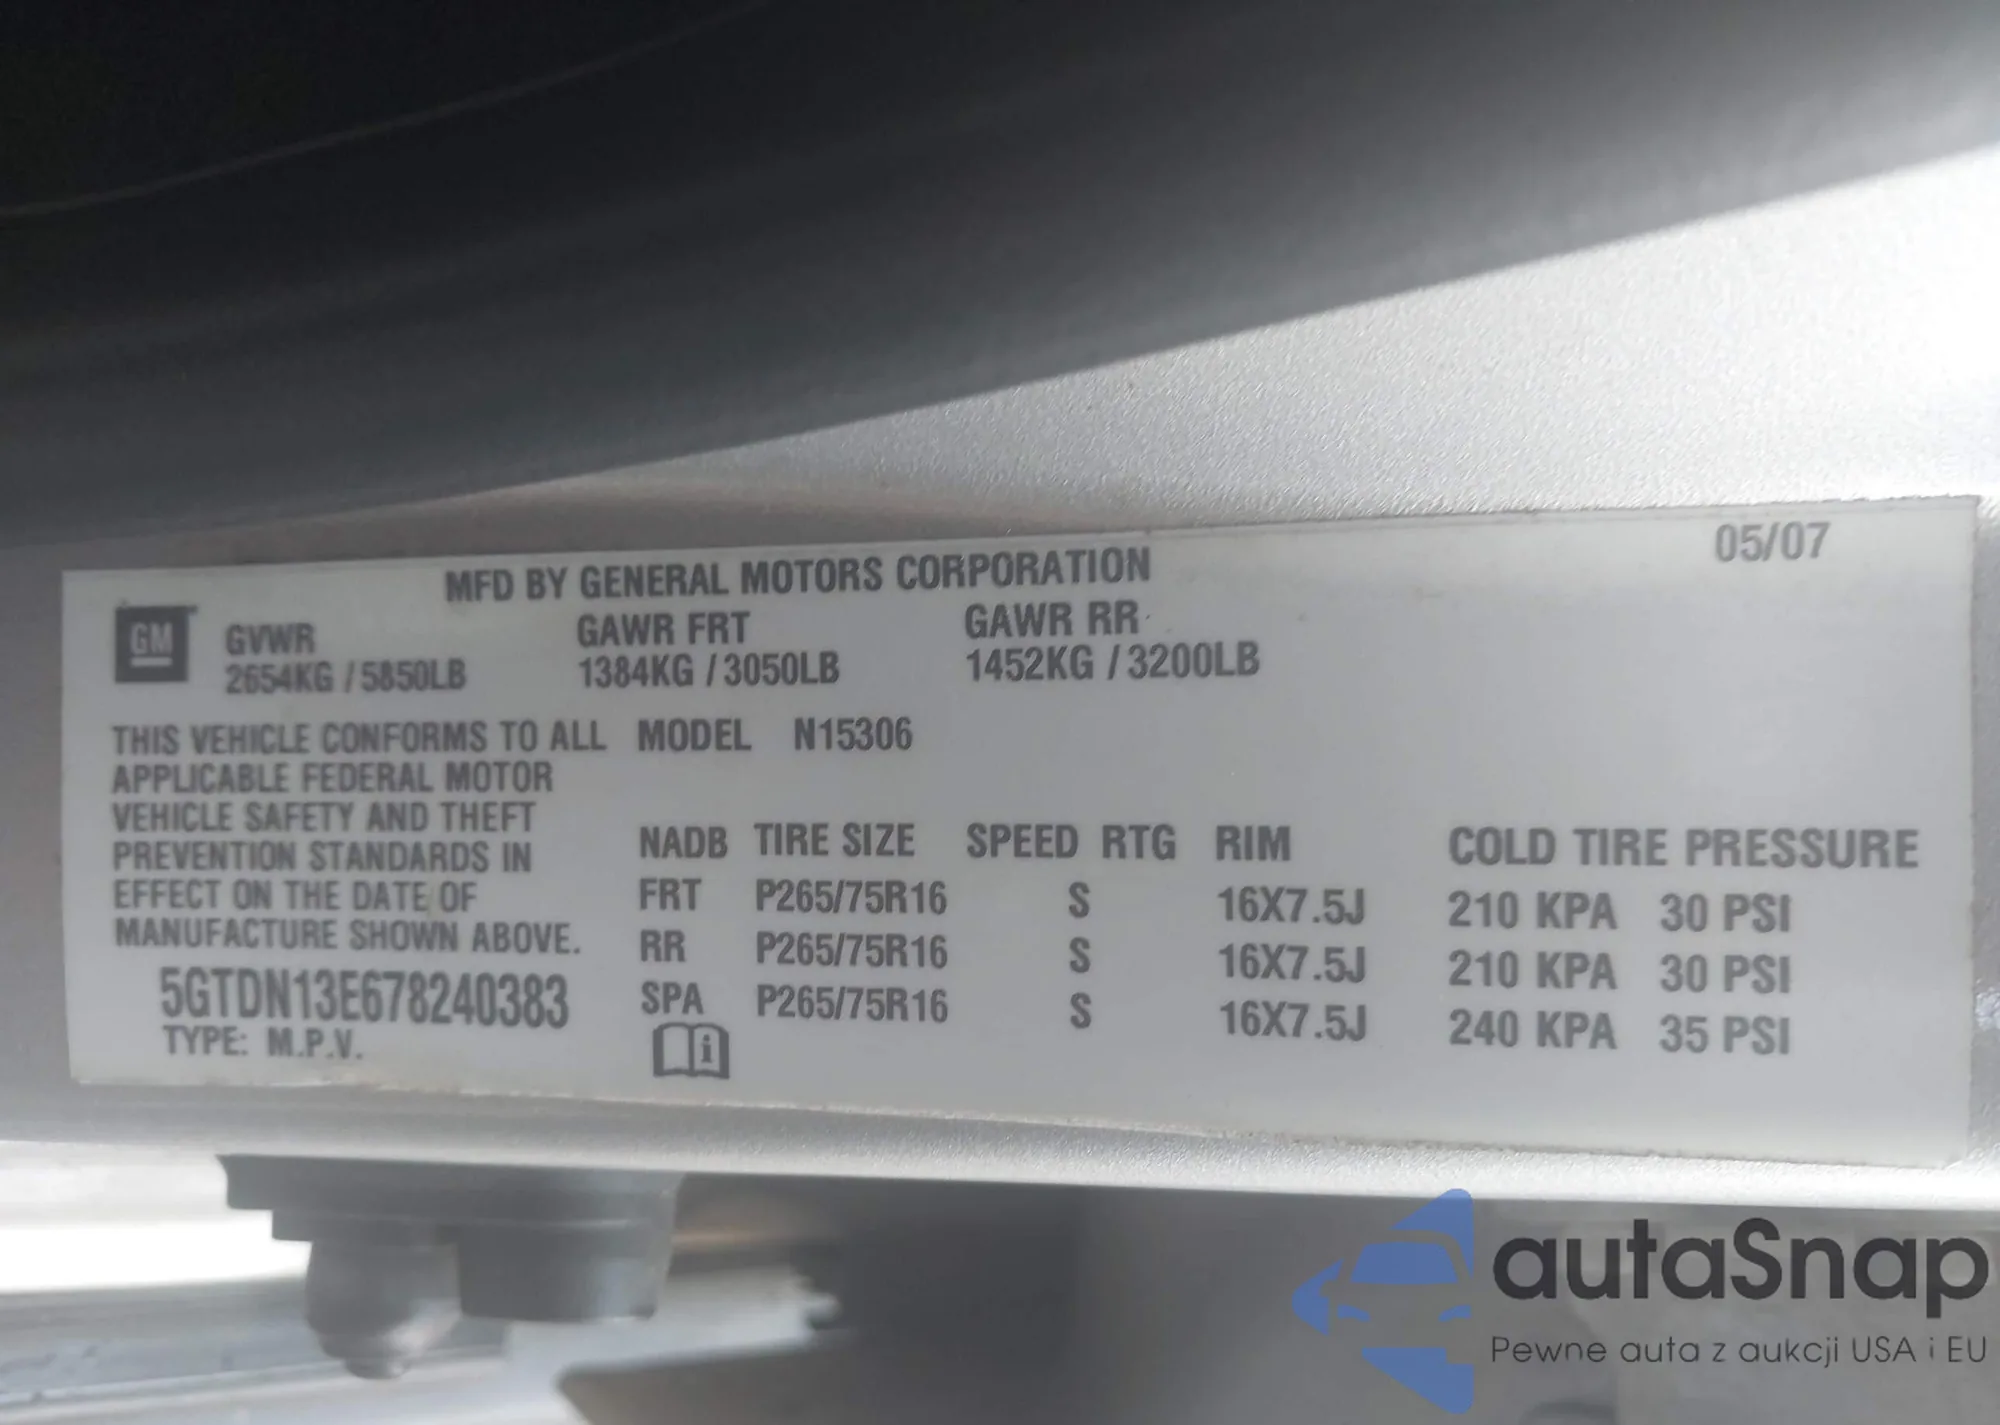 05/07
MFD BY GENERAL MOTORS CORPORATION
GM
GVWR GAWR FRT GAWR RR
2654KG / 5850LB 1384KG / 3050LB 1452KG / 3200LB
THIS VEHICLE CONFORMS TO ALL
APPLICABLE FEDERAL MOTOR
VEHICLE SAFETY AND THEFT
PREVENTION STANDARDS IN
EFFECT ON THE DATE OF
MANUFACTURE SHOWN ABOVE.
5GTDN13E678240383
TYPE: M.P.V.
MODEL N15306
NADB TIRE SIZE SPEED RTG RIM COLD TIRE PRESSURE
FRT P265/75R16 S 16X7.5J 210 KPA 30 PSI
RR P265/75R16 S 16X7.5J 210 KPA 30 PSI
SPA P265/75R16 S 16X7.5J 240 KPA 35 PSI
i
autaSnap
Pewne auta z aukcji USA i EU